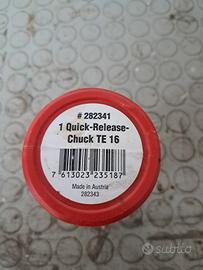 # 282341
1 Quick-Release-
Chuck TE 16
7 613023 235187
Made in Austria
282343
subito